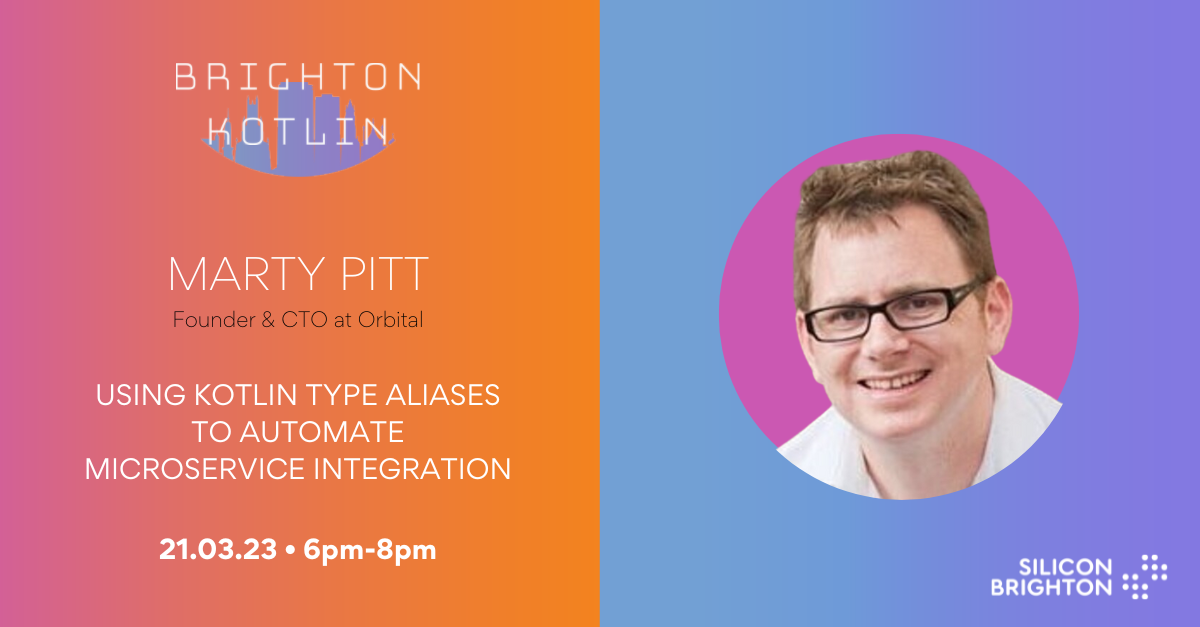 BRIGHTON
KOTLIN
MARTY PITT
Founder & CTO at Orbital
USING KOTLIN TYPE ALIASES
TO AUTOMATE
MICROSERVICE INTEGRATION
21.03.23 • 6pm-8pm
SILICON
BRIGHTON